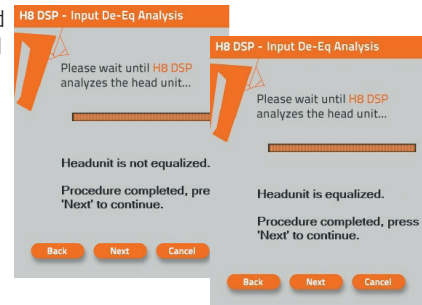 H8 DSP - Input De-Eq Analysis
Please wait until H8 DSP
analyzes the head unit...
Headunit is not equalized.
Procedure completed, pre
'Next' to continue.
Back Next Cancel
H8 DSP - Input De-Eq Analysis
Please wait until H8 DSP
analyzes the head unit...
Headunit is equalized.
Procedure completed, press
'Next' to continue.
Back Next Cancel